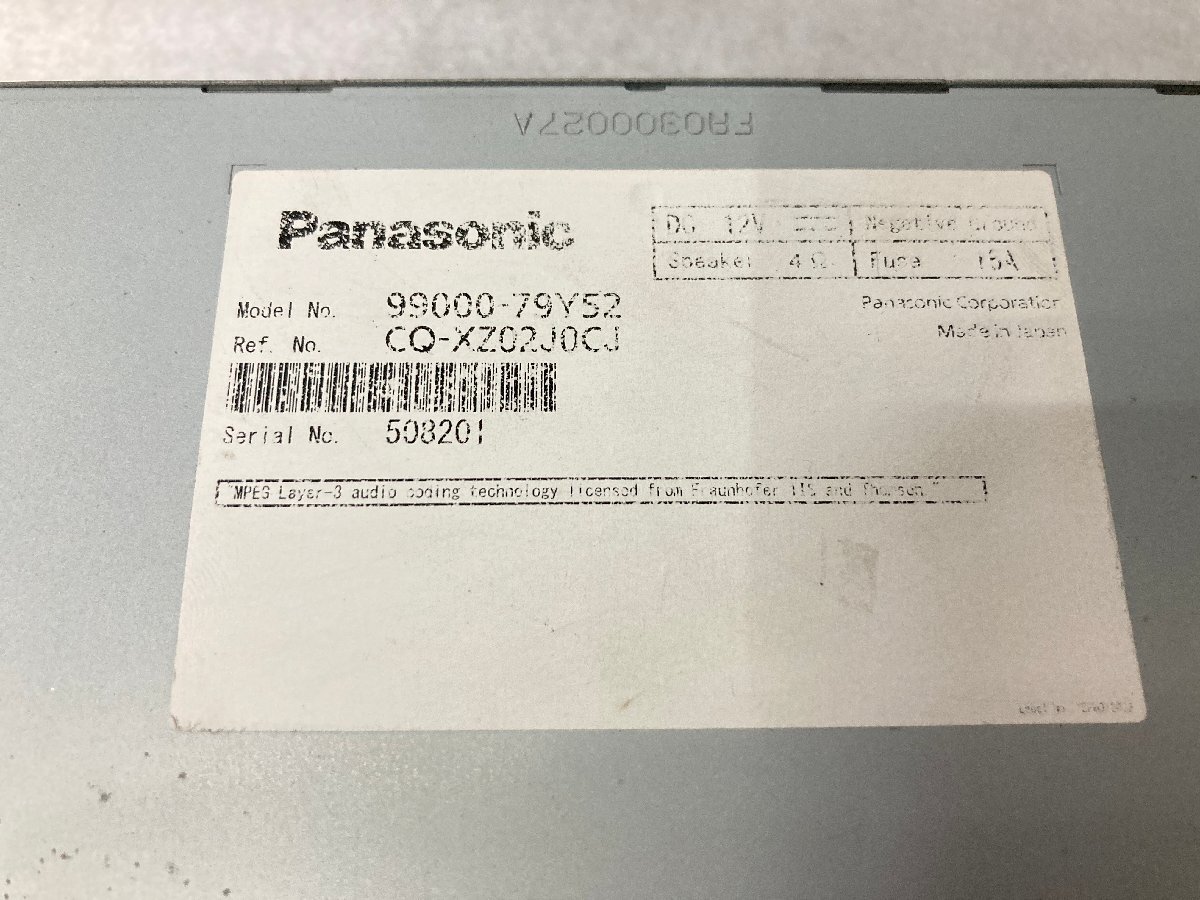 FA0300027A
Panasonic
DC 12V Negative Ground
Speaker 4Ω Fuse 15A
Model No. 99000-79Y52
Panasonic Corporation
Ref. No. CQ-XZ02J0CJ
Made in Japan
Serial No. 508201
"MPEG Layer-3 audio coding technology licensed from Fraunhofer IIS and Thomson."